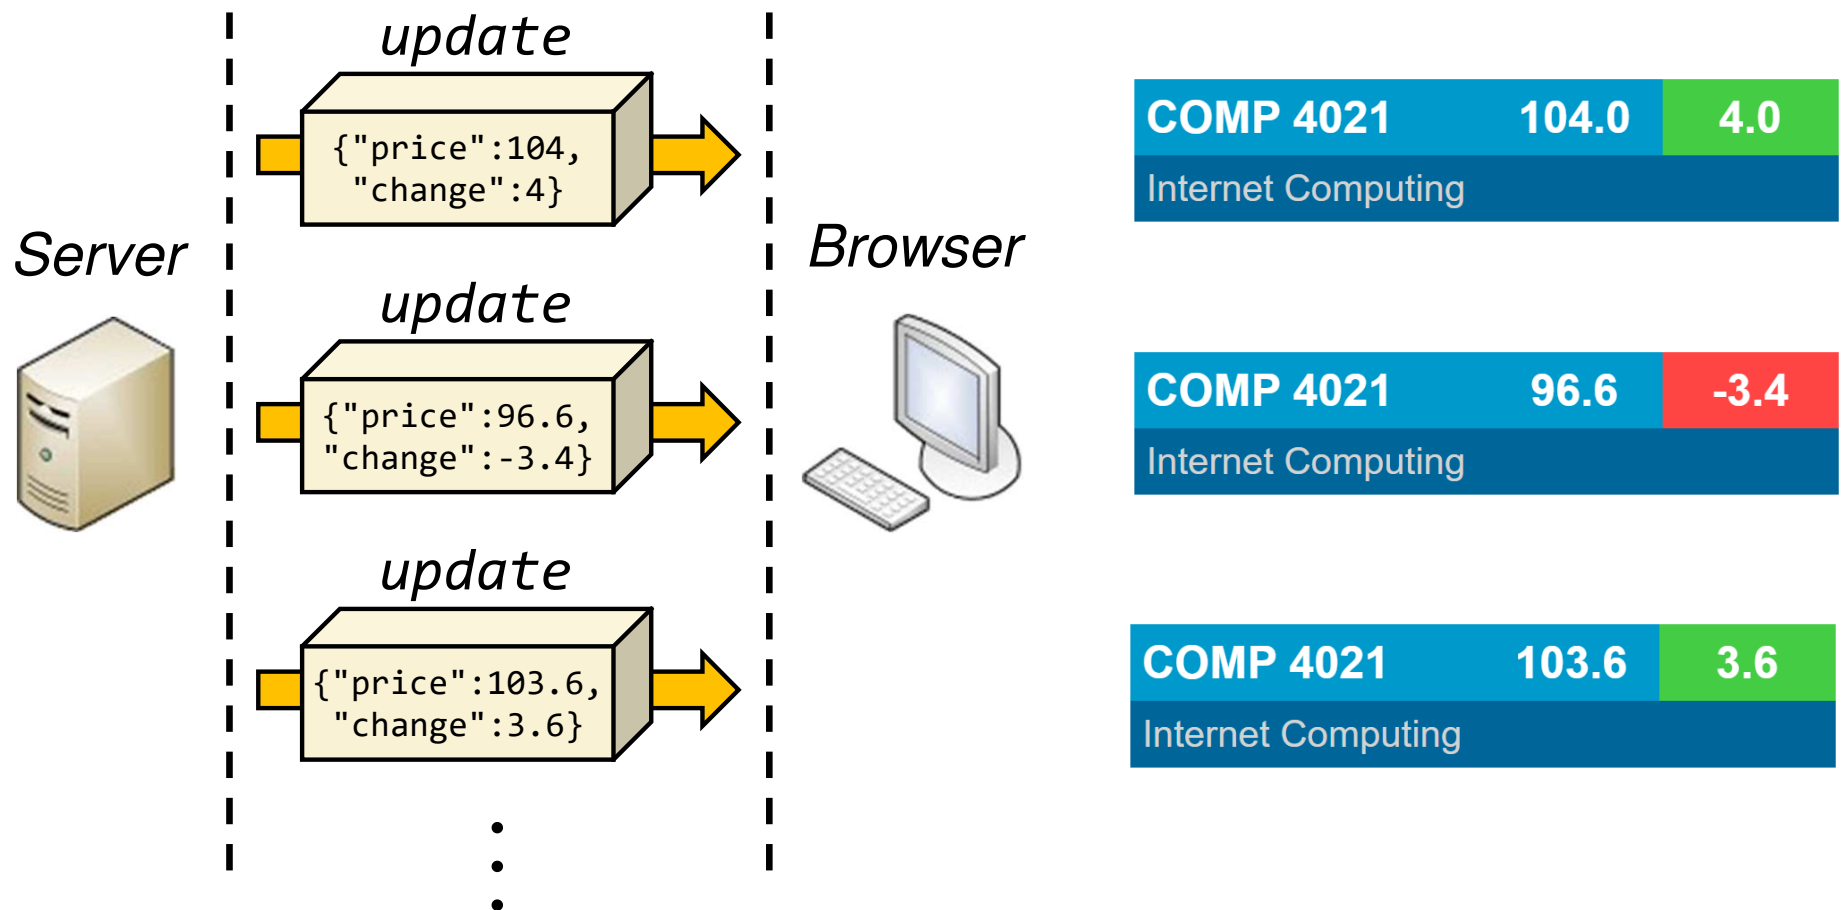 update
{"price":104,
"change":4}
COMP 4021 104.0 4.0
Internet Computing
Server
Browser
update
{"price":96.6,
"change":-3.4}
COMP 4021 96.6 -3.4
Internet Computing
update
{"price":103.6,
"change":3.6}
COMP 4021 103.6 3.6
Internet Computing